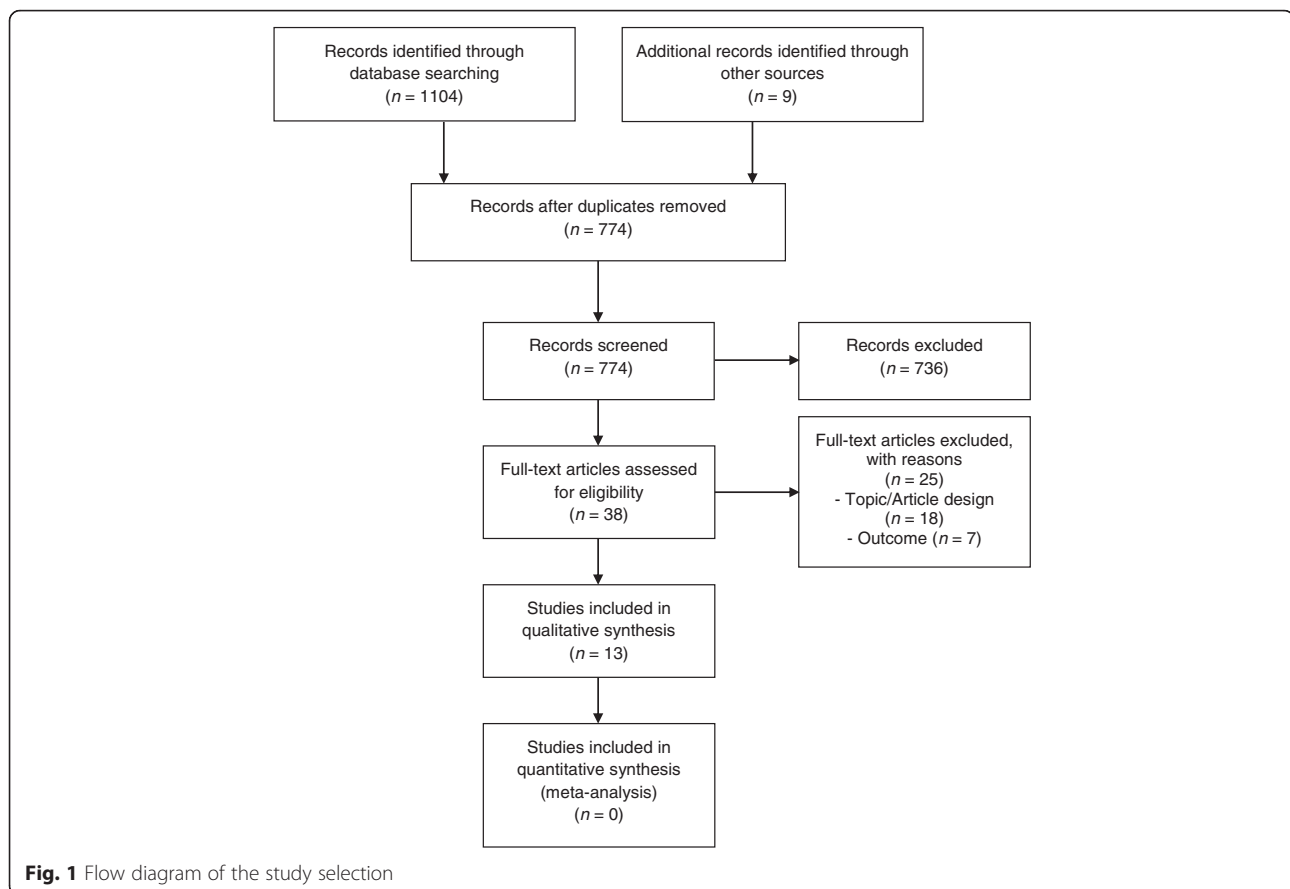 Records identified through
database searching
(n = 1104)
Additional records identified through
other sources
(n = 9)
Records after duplicates removed
(n = 774)
Records screened
(n = 774)
Records excluded
(n = 736)
Full-text articles assessed
for eligibility
(n = 38)
Full-text articles excluded,
with reasons
(n = 25)
- Topic/Article design
(n = 18)
- Outcome (n = 7)
Studies included in
qualitative synthesis
(n = 13)
Studies included in
quantitative synthesis
(meta-analysis)
(n = 0)
Fig. 1 Flow diagram of the study selection